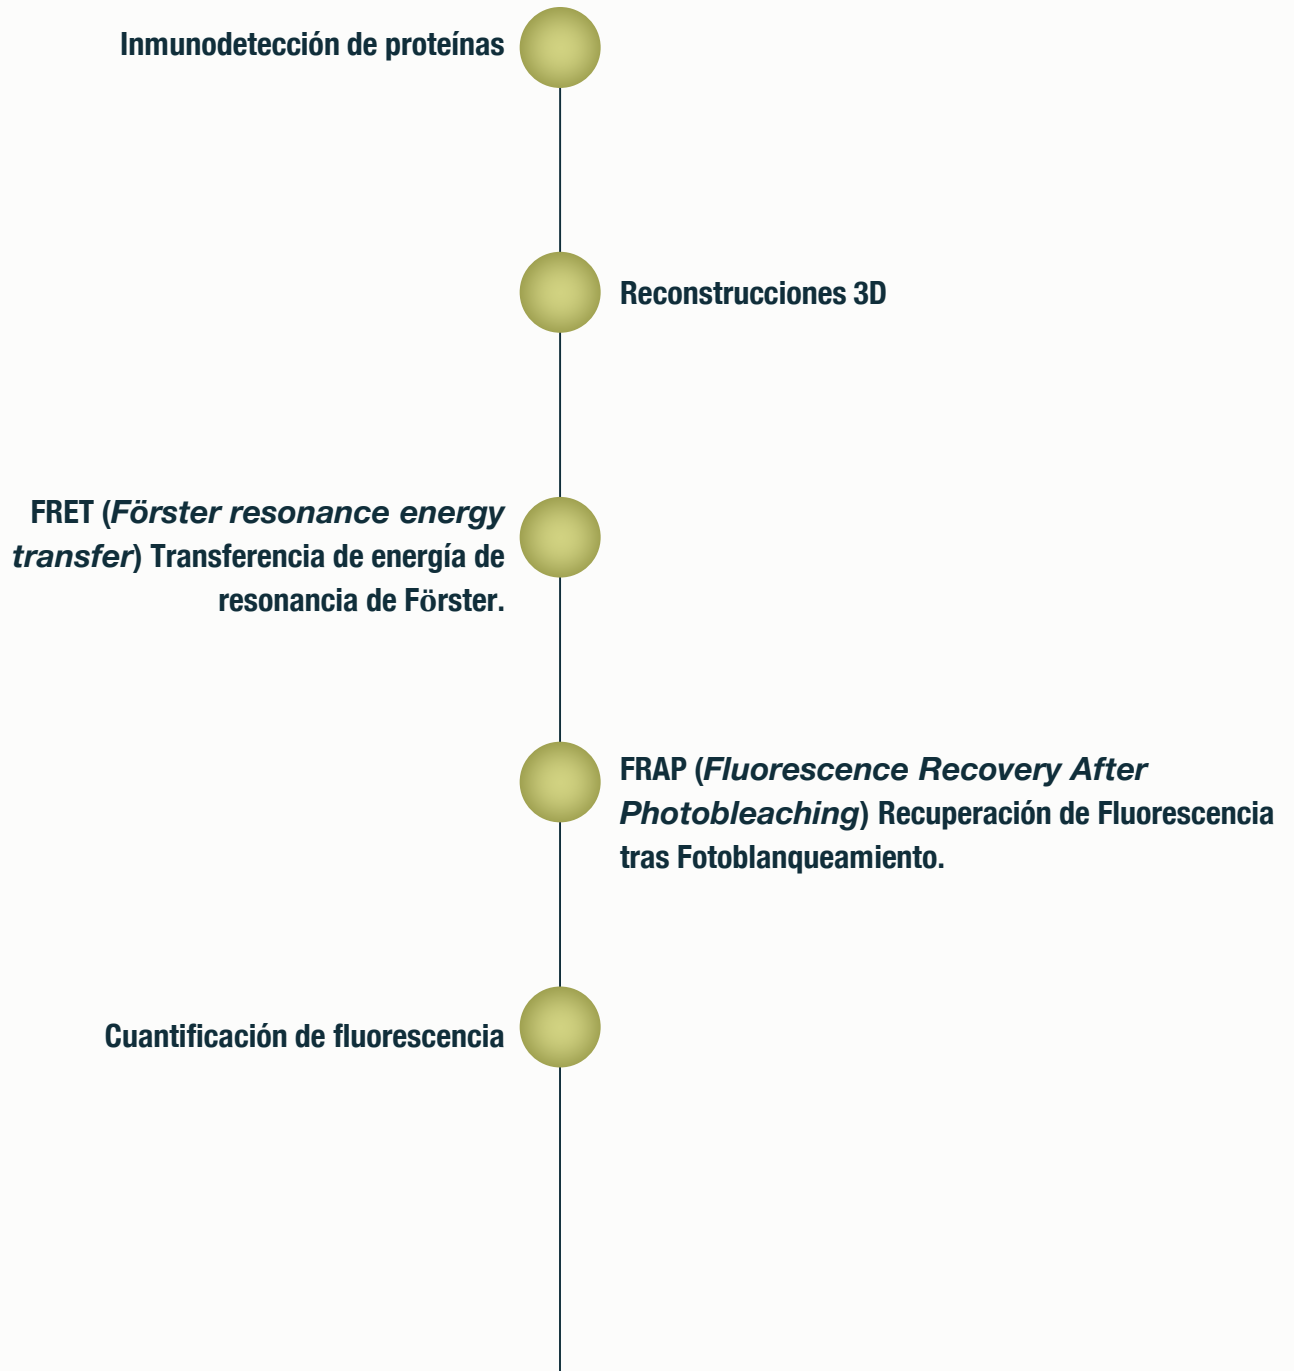 Inmunodetección de proteínas
Reconstrucciones 3D
FRET (Förster resonance energy
transfer) Transferencia de energía de
resonancia de Förster.
FRAP (Fluorescence Recovery After
Photobleaching) Recuperación de Fluorescencia
tras Fotoblanqueamiento.
Cuantificación de fluorescencia